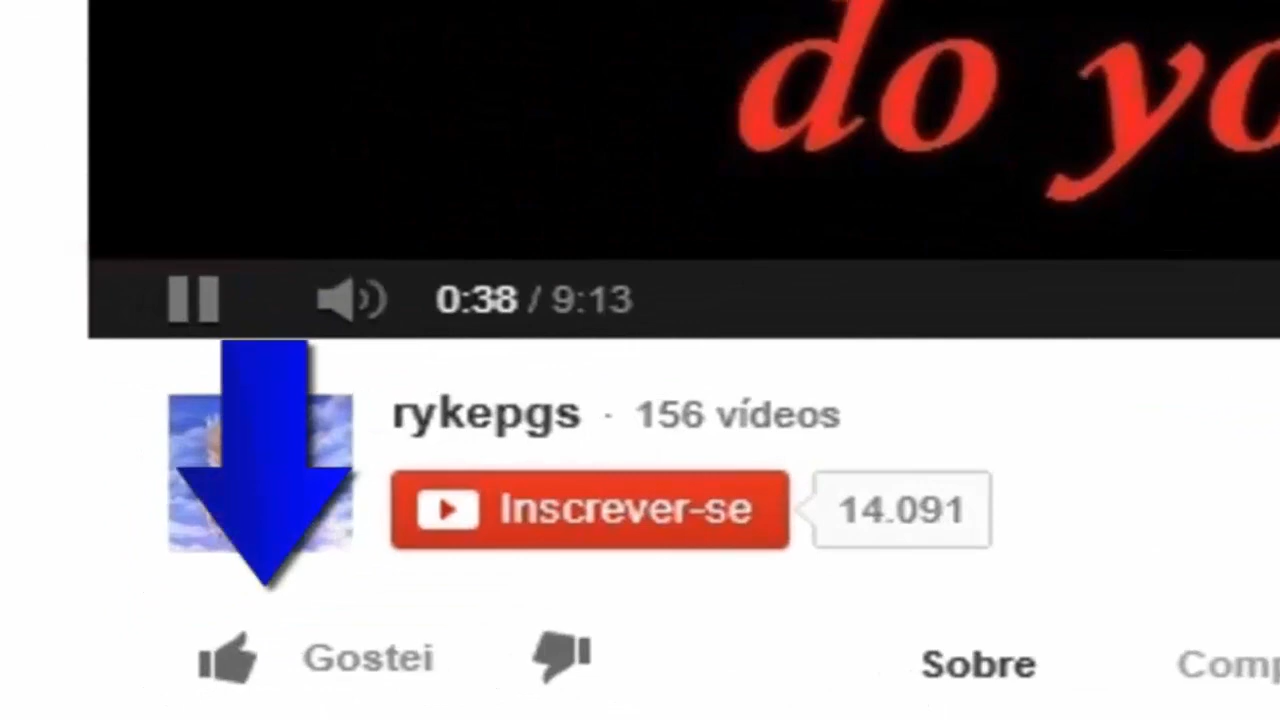 do yo
0:38 / 9:13
rykepgs · 156 vídeos
Inscrever-se 14.091
Gostei Sobre Comp